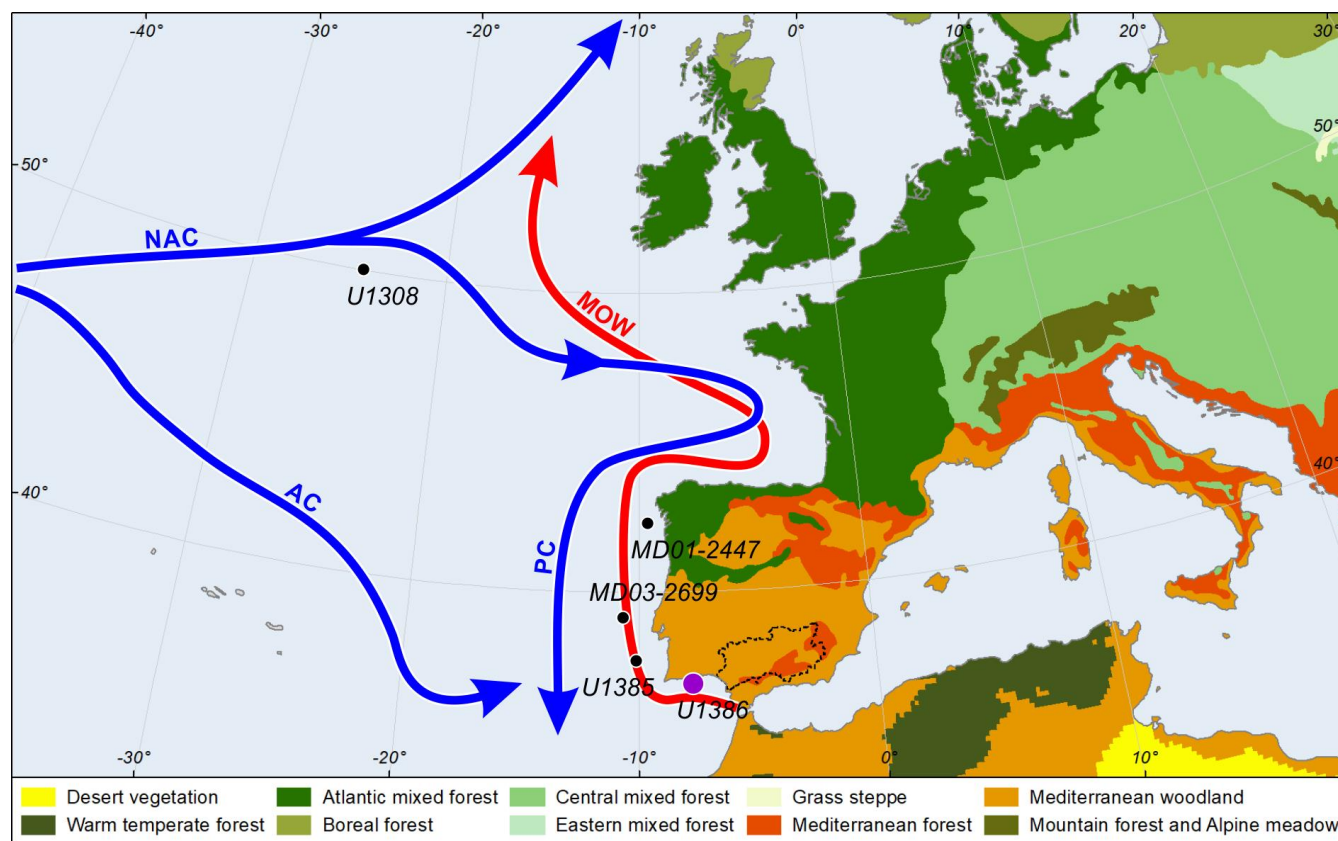 -40° -30° -20° -10° 0° 10° 20° 30°
50° 50°
NAC
U1308
MOW
40° 40°
AC
PC
MD01-2447
MD03-2699
U1385
U1386
-30° -20° -10° 0° 10°
Desert vegetation Atlantic mixed forest Central mixed forest Grass steppe Mediterranean woodland
Warm temperate forest Boreal forest Eastern mixed forest Mediterranean forest Mountain forest and Alpine meadow